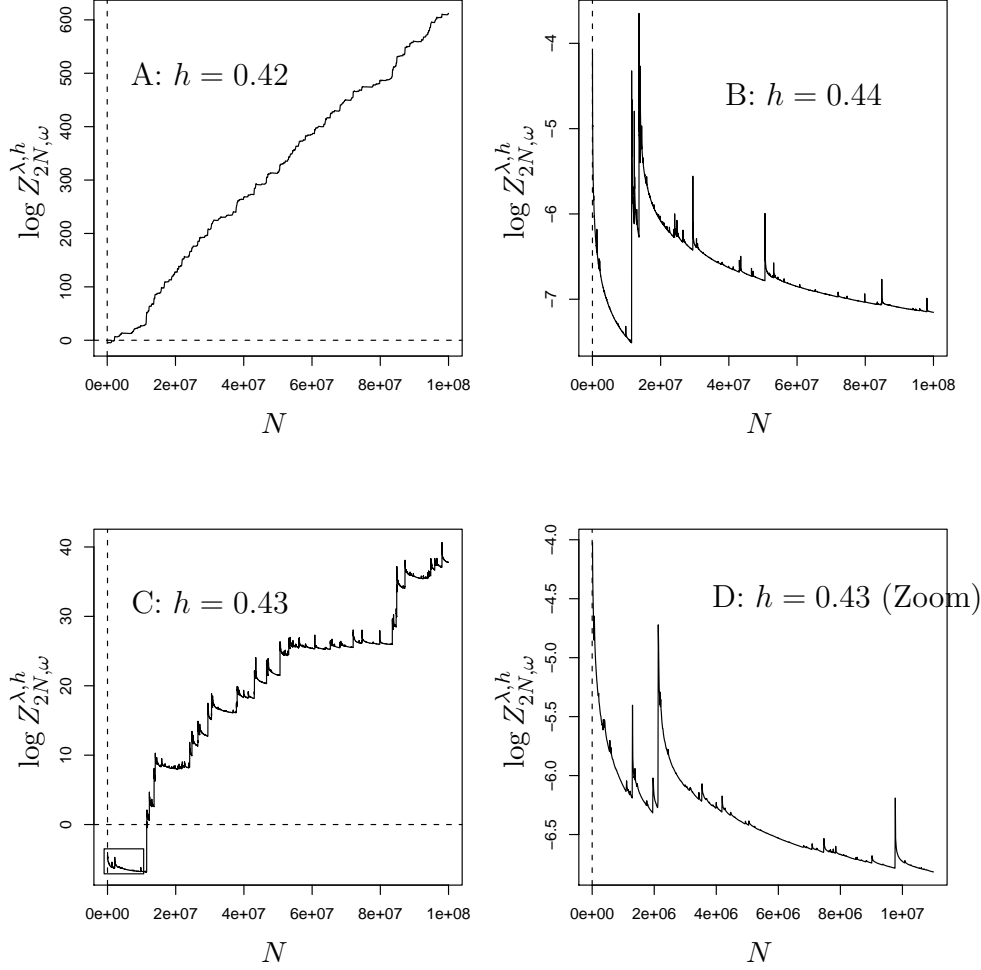 A: h = 0.42
log Z^{λ,h}_{2N,ω}
0 100 200 300 400 500 600
0e+00 2e+07 4e+07 6e+07 8e+07 1e+08
N
B: h = 0.44
log Z^{λ,h}_{2N,ω}
−7 −6 −5 −4
0e+00 2e+07 4e+07 6e+07 8e+07 1e+08
N
C: h = 0.43
log Z^{λ,h}_{2N,ω}
0 10 20 30 40
0e+00 2e+07 4e+07 6e+07 8e+07 1e+08
N
D: h = 0.43 (Zoom)
log Z^{λ,h}_{2N,ω}
−6.5 −6.0 −5.5 −5.0 −4.5 −4.0
0e+00 2e+06 4e+06 6e+06 8e+06 1e+07
N